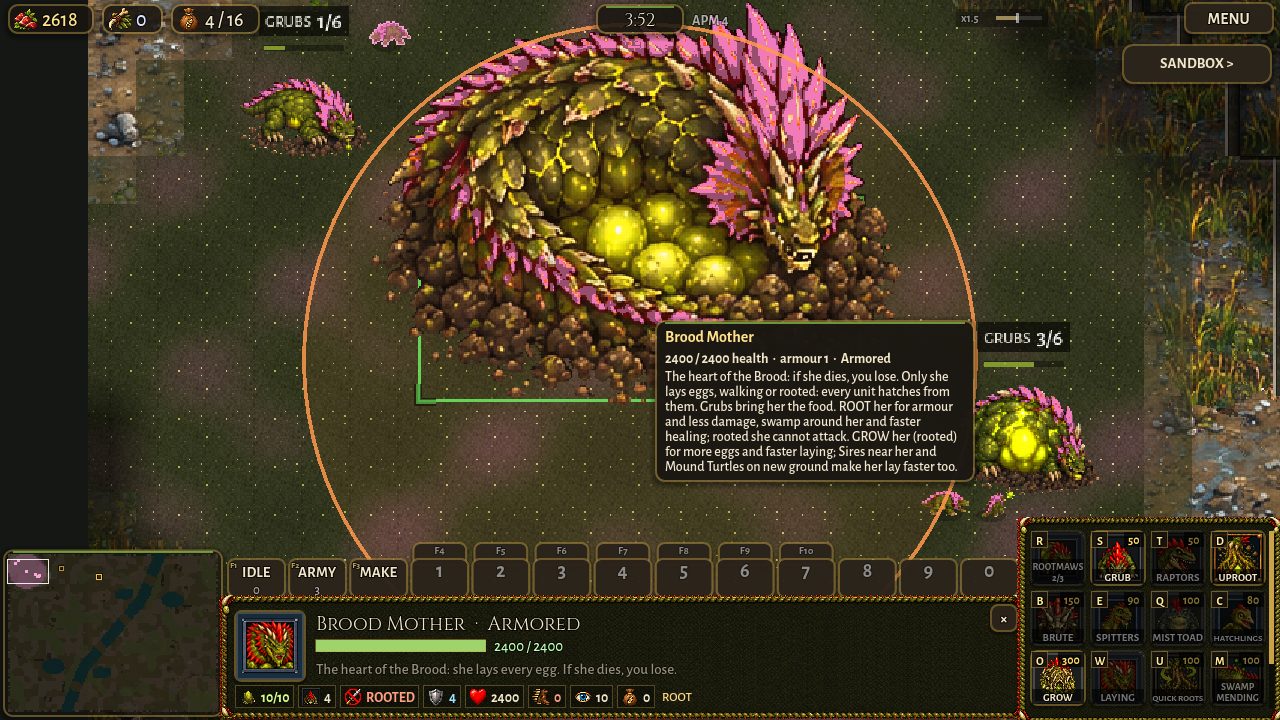 2618
0
4/16
GRUBS 1/6
3:52
APM 4
X1.5
MENU
SANDBOX >
Brood Mother
2400/2400 health · armour 1 · Armored
The heart of the Brood: if she dies, you lose. Only she
lays eggs, walking or rooted: every unit hatches from
them. Grubs bring her the food. ROOT her for armour
and less damage, swamp around her and faster
healing; rooted she cannot attack. GROW her (rooted)
for more eggs and faster laying; Sires near her and
Mound Turtles on new ground make her lay faster too.
GRUBS 3/6
F1 IDLE
0
F2 ARMY
3
F3 MAKE
F4 F5 F6 F7 F8 F9 F10
1 2 3 4 5 6 7 8 9 0
BROOD MOTHER · ARMORED
2400/2400
The heart of the Brood: she lays every egg. If she dies, you lose.
10/10 4 ROOTED 4 2400 0 10 0 ROOT
×
R ROOTMAWS 2/3
S 50 GRUB
T 50 RAPTORS
D UPROOT
B 150 BRUTE
E 90 SPITTERS
Q 100 MIST TOAD
C 80 HATCHLINGS
O 300 GROW
W LAYING
U 100 QUICK ROOTS
M 100 SWAMP MENDING